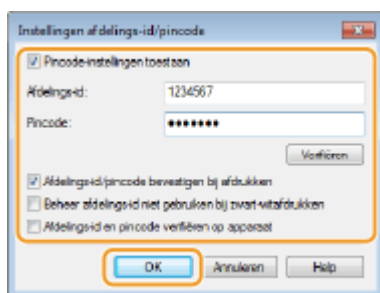 Instellingen afdelings-id/pincode
Pincode-instellingen toestaan
Afdelings-id: 1234567
Pincode: •••••••
Verifiëren
Afdelings-id/pincode bevestigen bij afdrukken
Beheer afdelings-id niet gebruiken bij zwart-witafdrukken
Afdelings-id en pincode verifiëren op apparaat
OK Annuleren Help